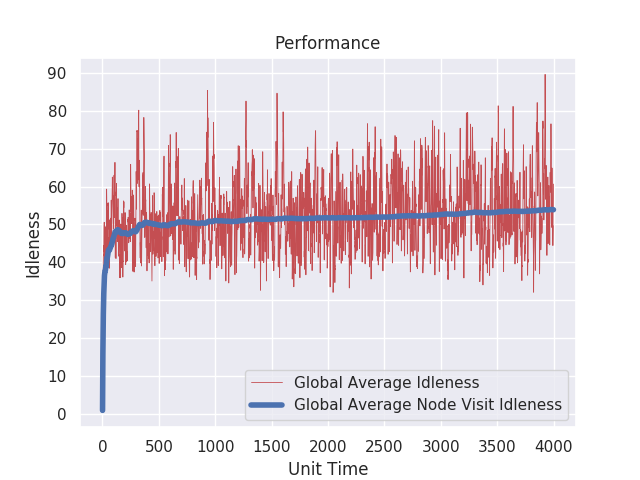 Performance
90
80
70
60
50
40
30
20
10
0
Idleness
Global Average Idleness
Global Average Node Visit Idleness
0 500 1000 1500 2000 2500 3000 3500 4000
Unit Time